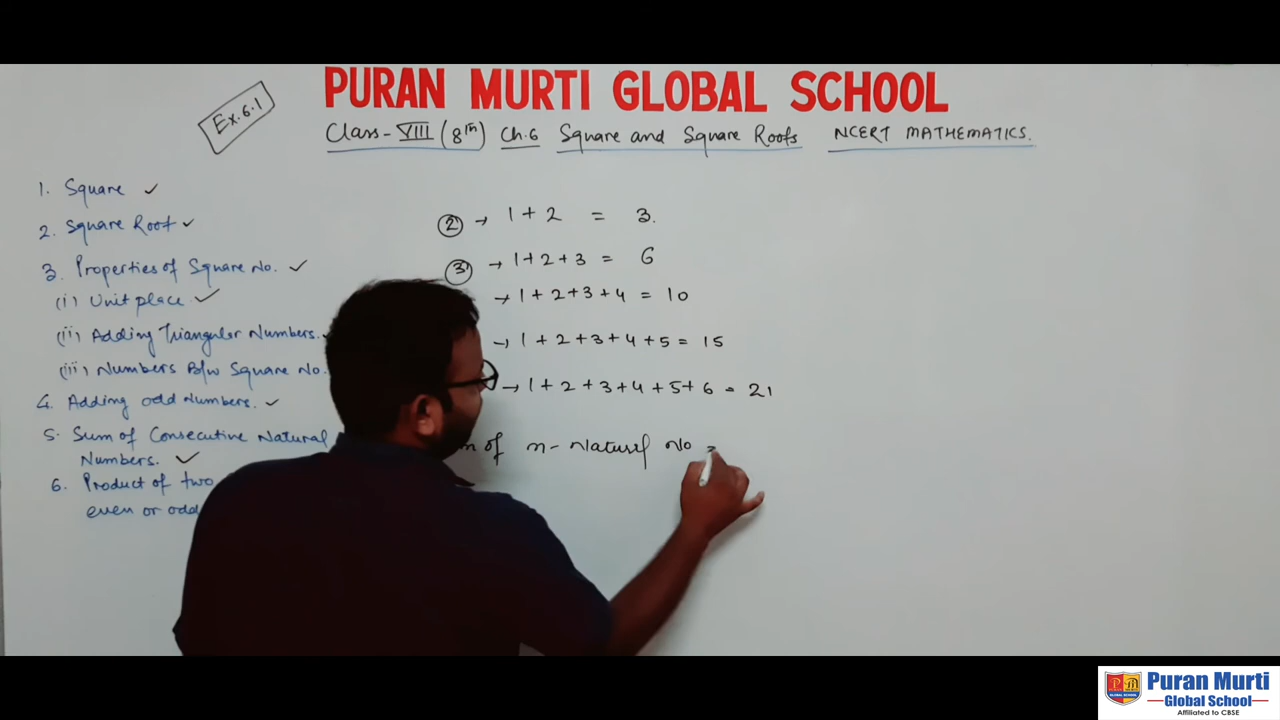 PURAN MURTI GLOBAL SCHOOL
Ex.6.1
Class-VIII (8th) Ch.6 Square and Square Roots NCERT MATHEMATICS.
1. Square ✓
2. Square Root ✓
3. Properties of Square No. ✓
(i) Unit place ✓
(ii) Adding Triangular Numbers.
(iii) Numbers B/w Square No.
4. Adding odd Numbers. ✓
5. Sum of Consecutive Natural
Numbers. ✓
6. Product of two
even or odd
② → 1+2 = 3.
③ → 1+2+3 = 6
→ 1+2+3+4 = 10
→ 1+2+3+4+5 = 15
→ 1+2+3+4+5+6 = 21
of n-Natural No =
Puran Murti
Global School
Affiliated to CBSE